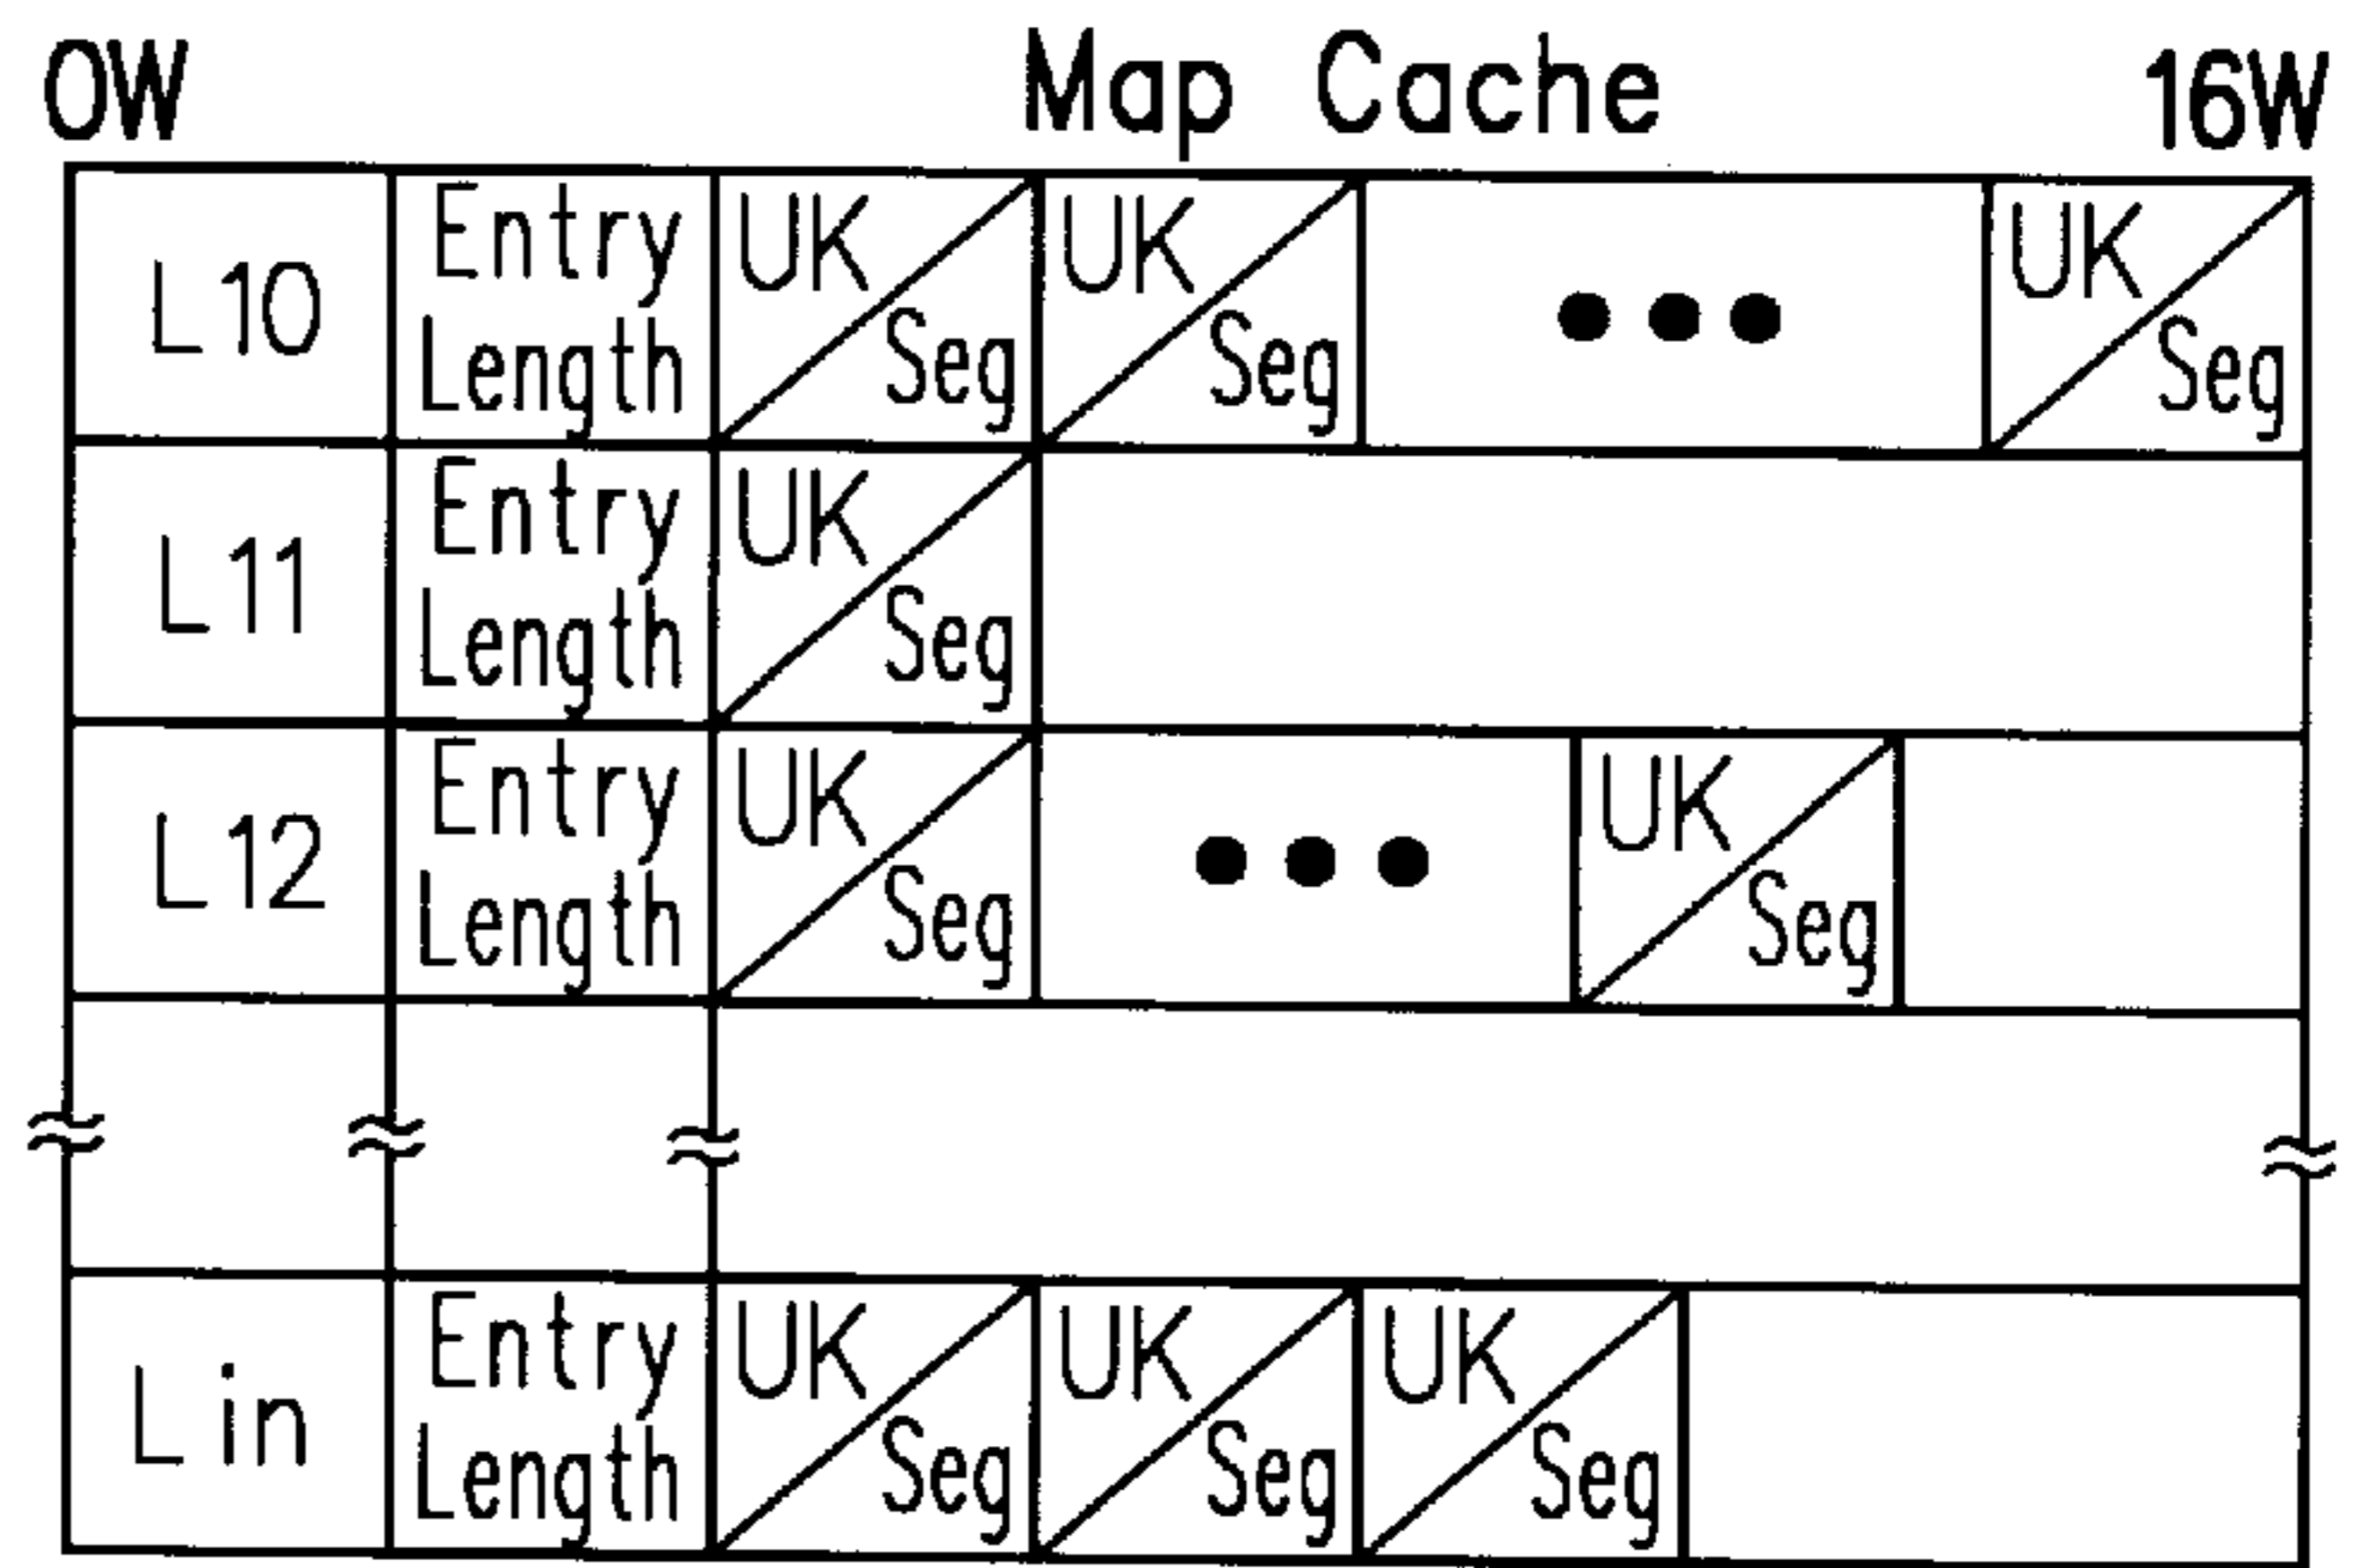 0W Map Cache 16W
L10 Entry Length UK Seg UK Seg ••• UK Seg
L11 Entry Length UK Seg
L12 Entry Length UK Seg ••• UK Seg
Lin Entry Length UK Seg UK Seg UK Seg